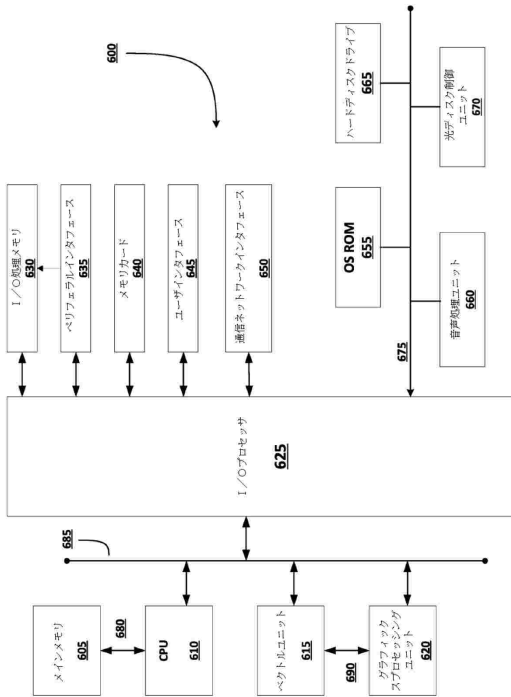 600
メインメモリ
605
680
CPU
610
ベクトルユニット
615
690
グラフィック
スプロセッシング
ユニット
620
685
I/Oプロセッサ
625
I/O処理メモリ
630
ペリフェラルインタフェース
635
メモリカード
640
ユーザインタフェース
645
通信ネットワークインタフェース
650
675
OS ROM
655
音声処理ユニット
660
ハードディスクドライブ
665
光ディスク制御
ユニット
670